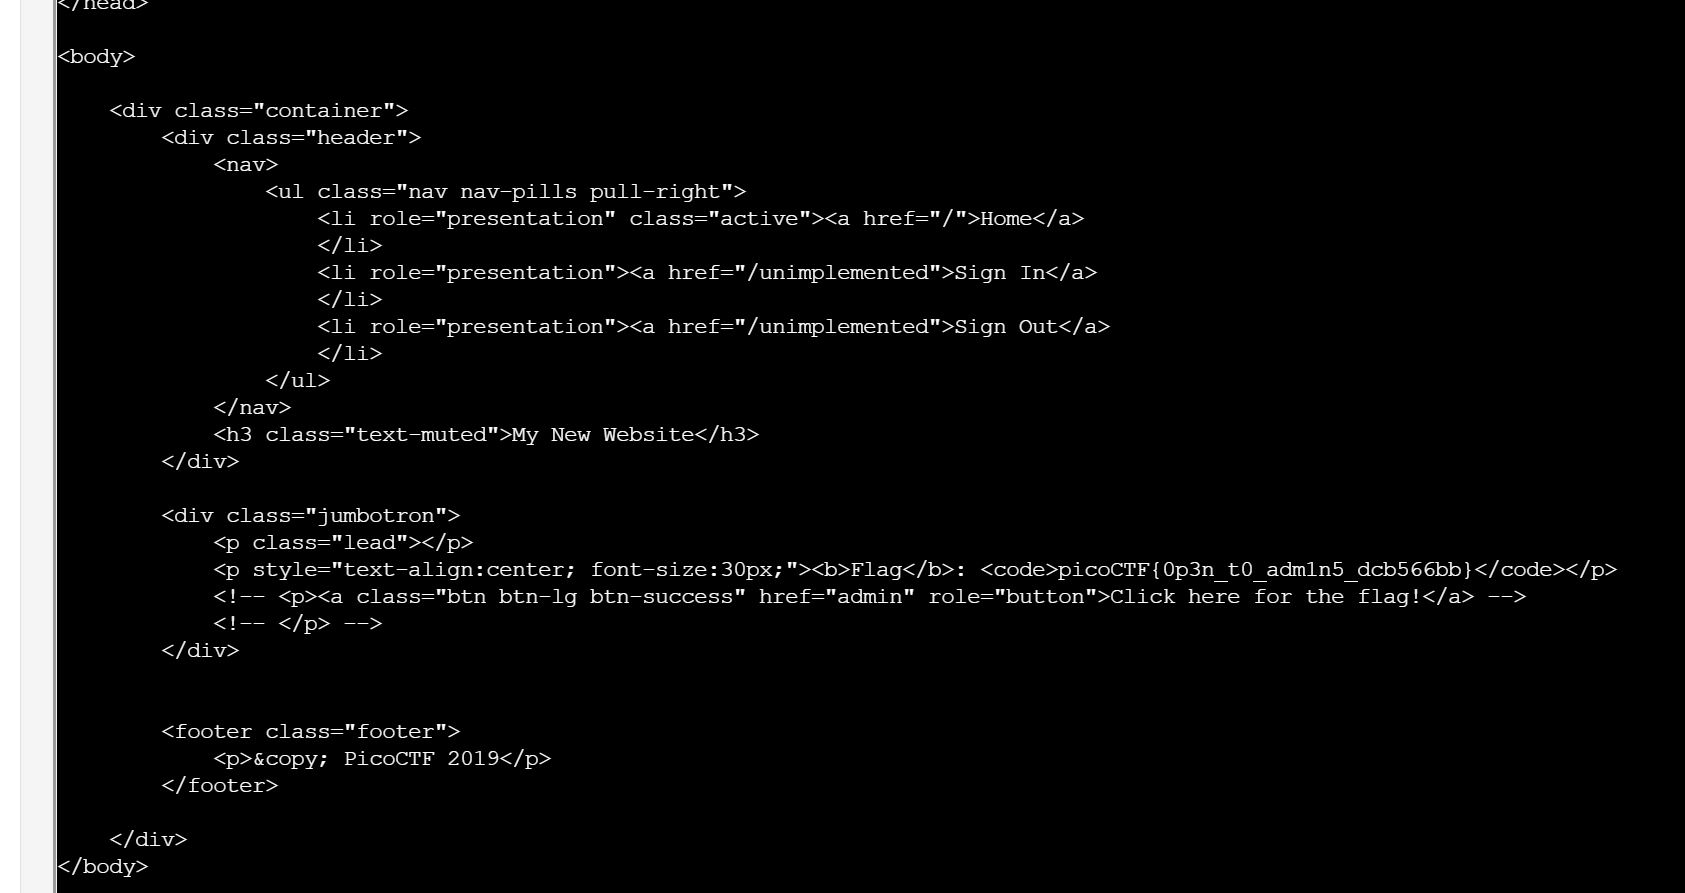 </head>
<body>
<div class="container">
<div class="header">
<nav>
<ul class="nav nav-pills pull-right">
<li role="presentation" class="active"><a href="/">Home</a>
</li>
<li role="presentation"><a href="/unimplemented">Sign In</a>
</li>
<li role="presentation"><a href="/unimplemented">Sign Out</a>
</li>
</ul>
</nav>
<h3 class="text-muted">My New Website</h3>
</div>
<div class="jumbotron">
<p class="lead"></p>
<p style="text-align:center; font-size:30px;"><b>Flag</b>: <code>picoCTF{0p3n_t0_adm1n5_dcb566bb}</code></p>
<!-- <p><a class="btn btn-lg btn-success" href="admin" role="button">Click here for the flag!</a> -->
<!-- </p> -->
</div>
<footer class="footer">
<p>&copy; PicoCTF 2019</p>
</footer>
</div>
</body>